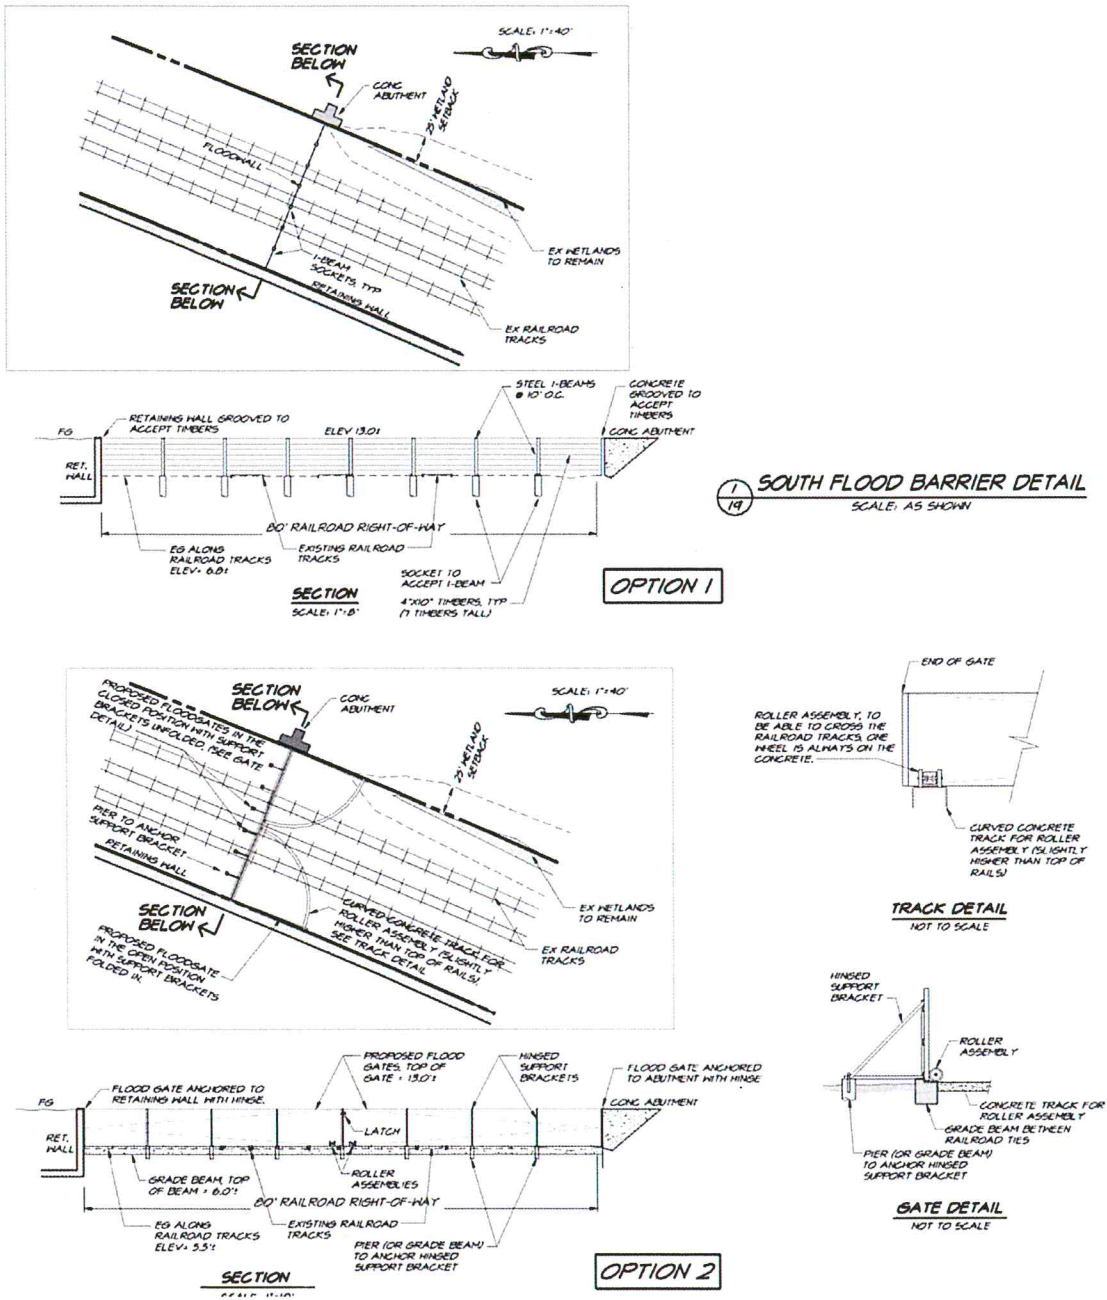 SCALE: 1"=40'
SECTION
BELOW
CONC
ABUTMENT
25' WETLAND
SETBACK
FLOODWALL
EX WETLANDS
TO REMAIN
I-BEAM
SOCKETS, TYP
RETAINING WALL
SECTION
BELOW
EX RAILROAD
TRACKS
STEEL I-BEAMS
@ 10' O.C.
CONCRETE
GROOVED TO
ACCEPT
TIMBERS
RETAINING WALL GROOVED TO
ACCEPT TIMBERS
FG
ELEV 13.0±
CONC ABUTMENT
RET.
WALL
1
19
SOUTH FLOOD BARRIER DETAIL
SCALE: AS SHOWN
80' RAILROAD RIGHT-OF-WAY
EG ALONG
RAILROAD TRACKS
ELEV=
EXISTING RAILROAD
TRACKS
SOCKET TO
ACCEPT I-BEAM
4"X10" TIMBERS, TYP
(7 TIMBERS TALL)
SECTION
SCALE: 1"=8'
OPTION 1
PROPOSED FLOODGATES IN THE
CLOSED POSITION WITH SUPPORT
BRACKETS UNFOLDED. (SEE GATE
DETAIL)
SECTION
BELOW
CONC
ABUTMENT
SCALE: 1"=40'
25' WETLAND
SETBACK
PIER TO ANCHOR
SUPPORT BRACKET
RETAINING WALL
SECTION
BELOW
PROPOSED FLOODGATE
IN THE OPEN POSITION
WITH SUPPORT BRACKETS
FOLDED IN.
CURVED CONCRETE TRACK FOR
ROLLER ASSEMBLY (SLIGHTLY
HIGHER THAN TOP OF RAILS).
SEE TRACK DETAIL
EX WETLANDS
TO REMAIN
EX RAILROAD
TRACKS
END OF GATE
ROLLER ASSEMBLY, TO
BE ABLE TO CROSS THE
RAILROAD TRACKS, ONE
WHEEL IS ALWAYS ON THE
CONCRETE.
CURVED CONCRETE
TRACK FOR ROLLER
ASSEMBLY (SLIGHTLY
HIGHER THAN TOP OF
RAILS)
TRACK DETAIL
NOT TO SCALE
HINGED
SUPPORT
BRACKET
ROLLER
ASSEMBLY
CONCRETE TRACK FOR
ROLLER ASSEMBLY
GRADE BEAM BETWEEN
RAILROAD TIES
PIER (OR GRADE BEAM)
TO ANCHOR HINGED
SUPPORT BRACKET
GATE DETAIL
NOT TO SCALE
FLOOD GATE ANCHORED TO
RETAINING WALL WITH HINGE.
PROPOSED FLOOD
GATES, TOP OF
GATE = 13.0'±
HINGED
SUPPORT
BRACKETS
FLOOD GATE ANCHORED
TO ABUTMENT WITH HINGE
FG
CONC ABUTMENT
RET.
WALL
LATCH
GRADE BEAM, TOP
OF BEAM = 6.0'±
ROLLER
ASSEMBLIES
80' RAILROAD RIGHT-OF-WAY
EG ALONG
RAILROAD TRACKS
ELEV= 5.5'±
EXISTING RAILROAD
TRACKS
PIER (OR GRADE BEAM)
TO ANCHOR HINGED
SUPPORT BRACKET
SECTION
OPTION 2